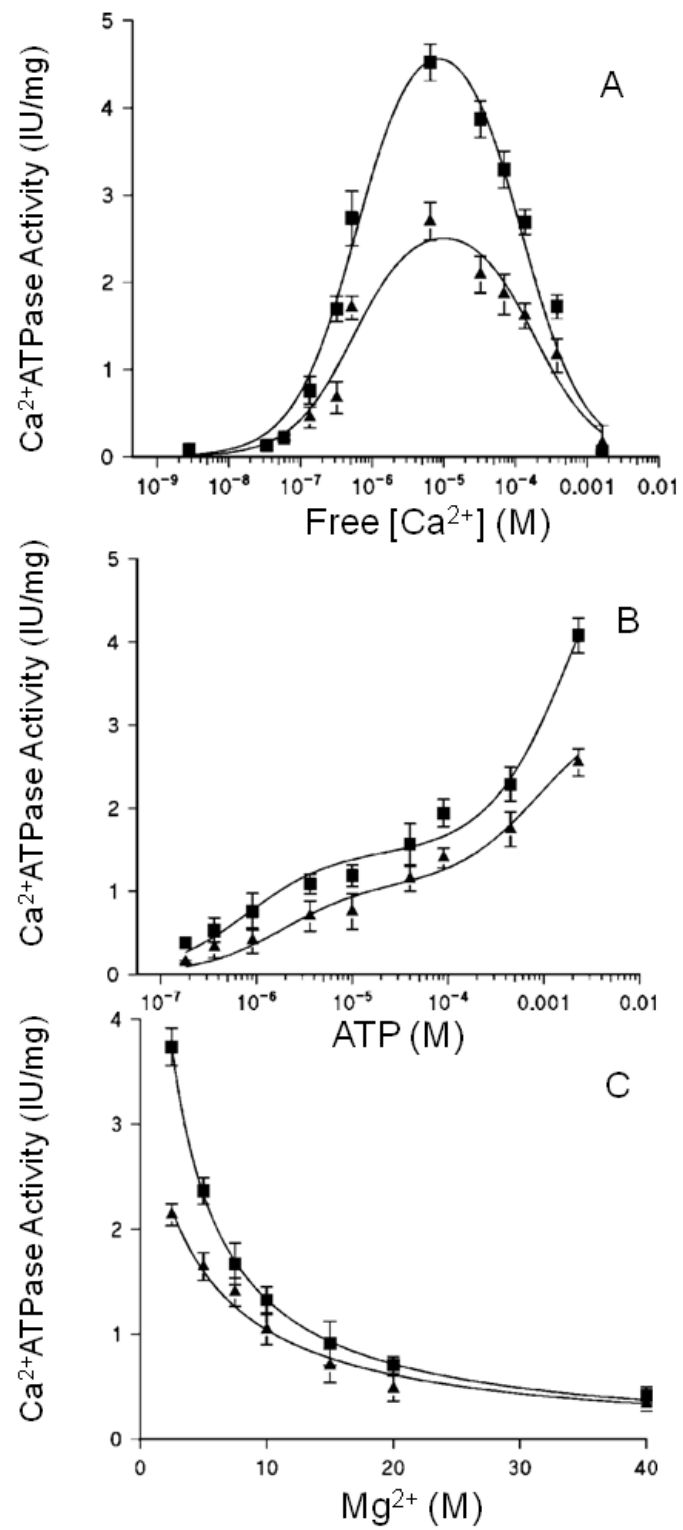 Ca²⁺ATPase Activity (IU/mg)
5
4
3
2
1
0
A
10⁻⁹ 10⁻⁸ 10⁻⁷ 10⁻⁶ 10⁻⁵ 10⁻⁴ 0.001 0.01
Free [Ca²⁺] (M)
Ca²⁺ATPase Activity (IU/mg)
5
4
3
2
1
0
B
10⁻⁷ 10⁻⁶ 10⁻⁵ 10⁻⁴ 0.001 0.01
ATP (M)
Ca²⁺ATPase Activity (IU/mg)
4
3
2
1
0
C
0 10 20 30 40
Mg²⁺ (M)